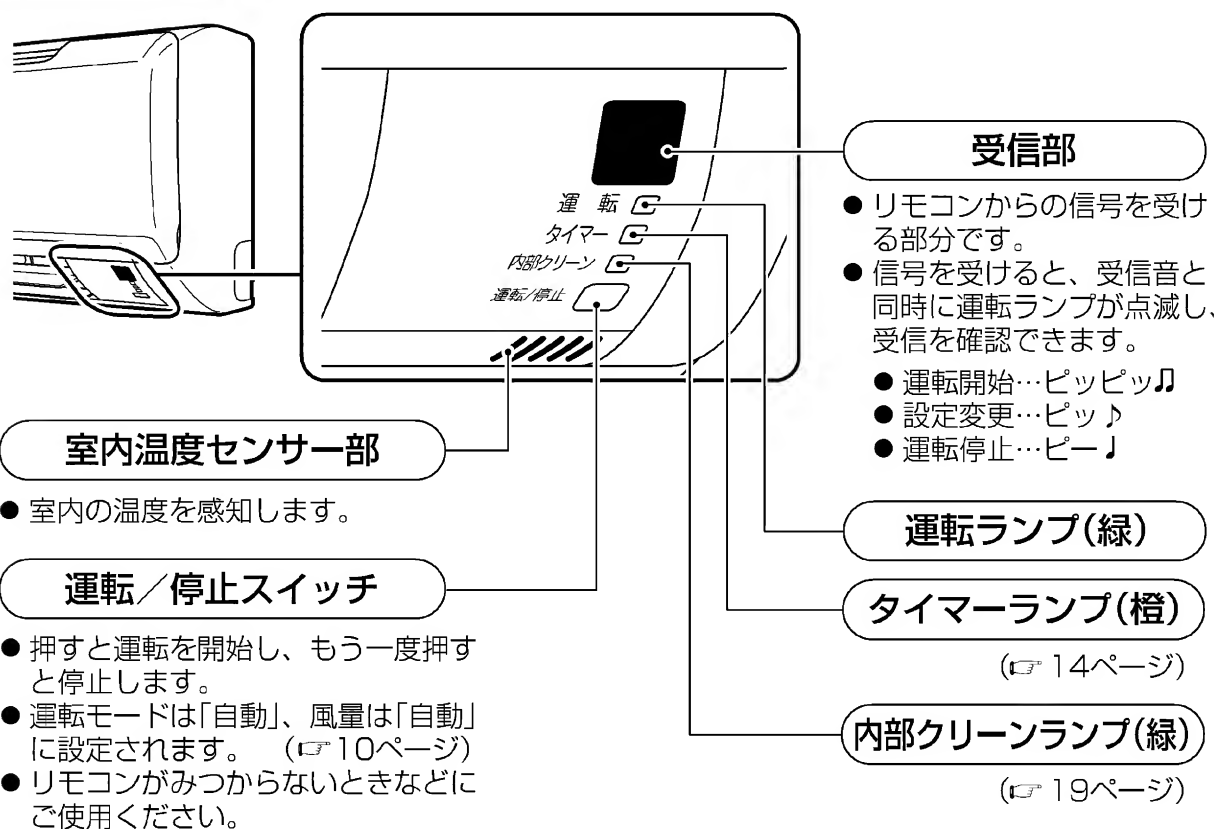 運 転
タイマー
内部クリーン
運転/停止
受信部
● リモコンからの信号を受け
る部分です。
● 信号を受けると、受信音と
同時に運転ランプが点滅し、
受信を確認できます。
● 運転開始…ピッピッ♫
● 設定変更…ピッ♪
● 運転停止…ピー♩
室内温度センサー部
● 室内の温度を感知します。
運転／停止スイッチ
● 押すと運転を開始し、もう一度押す
と停止します。
● 運転モードは「自動」、風量は「自動」
に設定されます。 (☞10ページ)
● リモコンがみつからないときなどに
ご使用ください。
運転ランプ(緑)
タイマーランプ(橙)
(☞14ページ)
内部クリーンランプ(緑)
(☞19ページ)